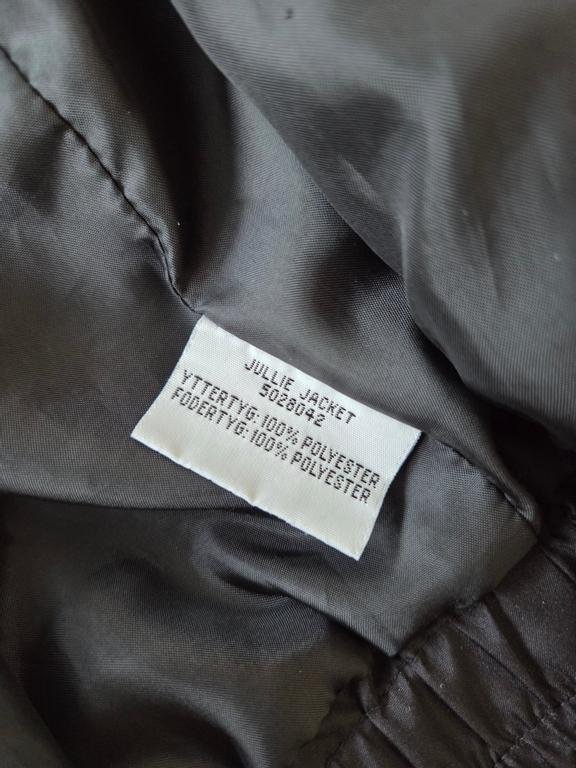 JULLIE JACKET
5028042
YTTERTYG:100% POLYESTER
FODERTYG:100% POLYESTER